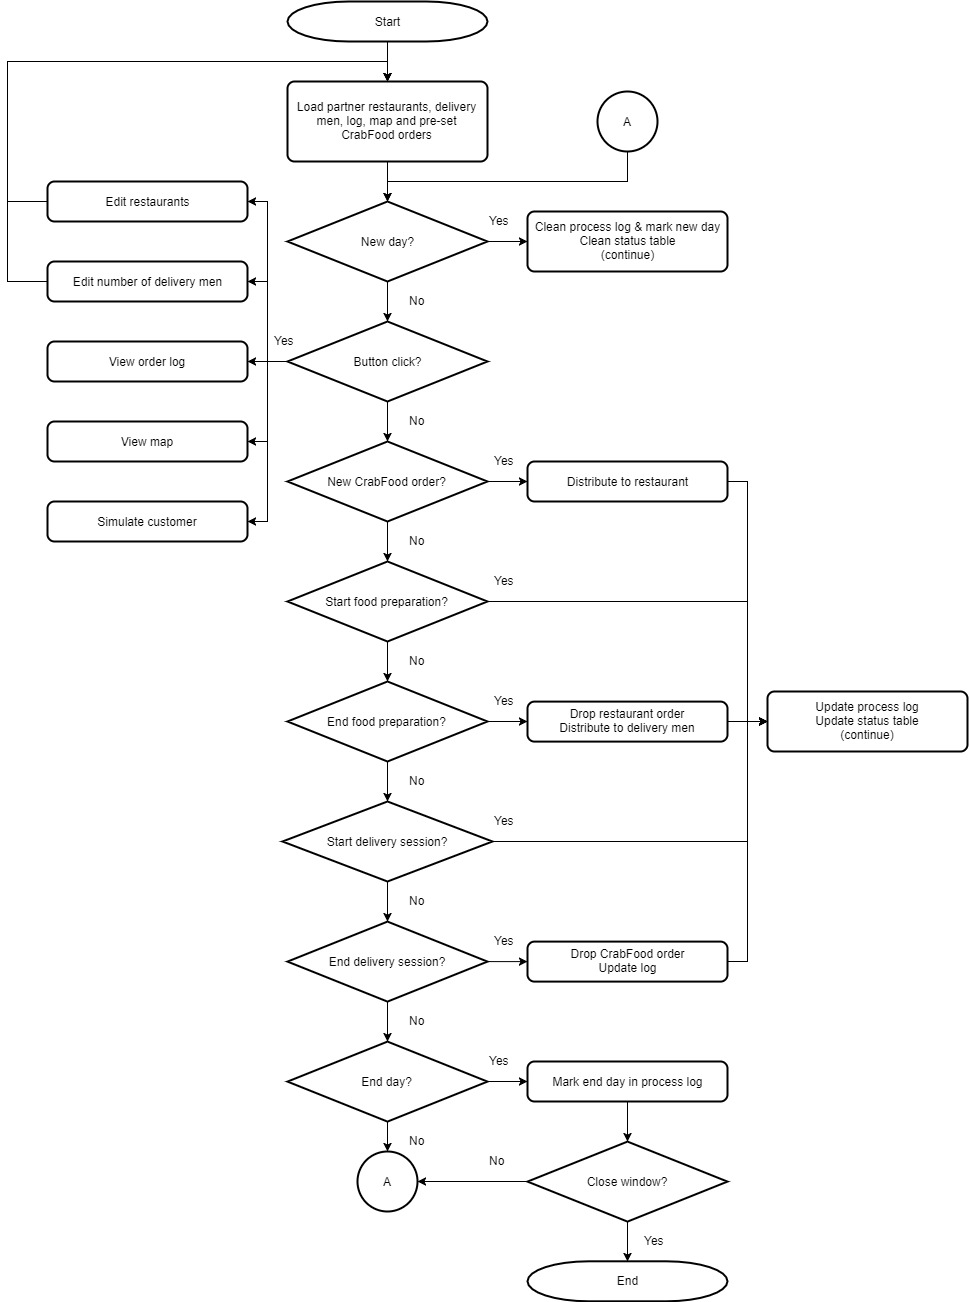 Start
Load partner restaurants, delivery
men, log, map and pre-set
CrabFood orders
A
Edit restaurants
Yes
New day?
Clean process log & mark new day
Clean status table
(continue)
Edit number of delivery men
No
Yes
View order log
Button click?
No
View map
Yes
New CrabFood order?
Distribute to restaurant
Simulate customer
No
Yes
Start food preparation?
No
Yes
End food preparation?
Drop restaurant order
Distribute to delivery men
Update process log
Update status table
(continue)
No
Yes
Start delivery session?
No
Yes
End delivery session?
Drop CrabFood order
Update log
No
Yes
End day?
Mark end day in process log
No
No
A
Close window?
Yes
End